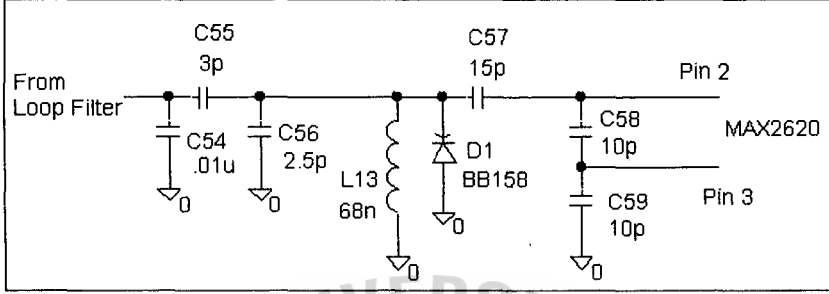 C55
3p
C57
15p
From
Loop Filter
Pin 2
C54
.01u
C56
2.5p
C58
10p
MAX2620
D1
BB158
L13
68n
C59
10p
Pin 3
0
0
0
0
0